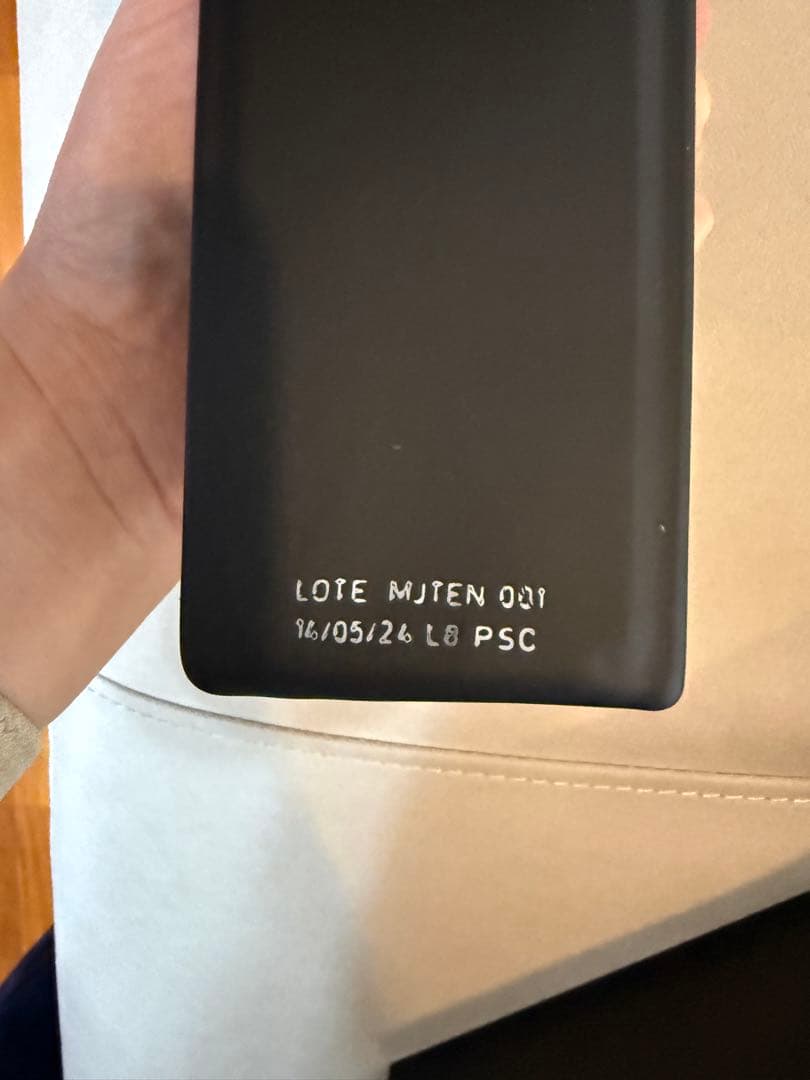 LOTE MJTEN 001
16/05/24 L8 PSC